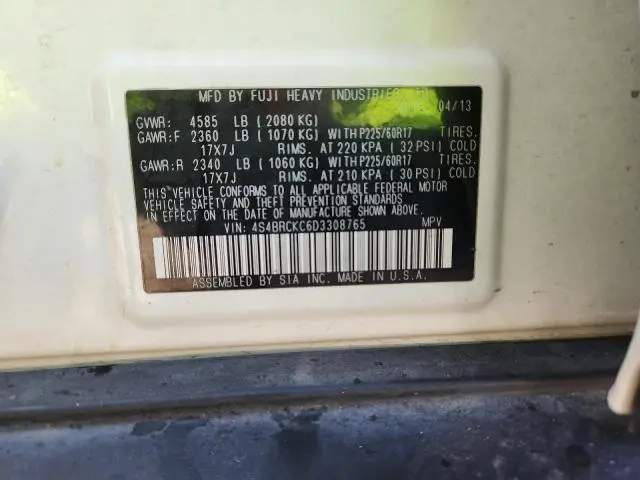 MFD BY FUJI HEAVY INDUSTRIES
04/13
GVWR: 4585 LB (2080 KG)
GAWR:F 2360 LB (1070 KG) WITH P225/60R17 TIRES.
17X7J RIMS. AT 220 KPA (32 PSI) COLD
GAWR:R 2340 LB (1060 KG) WITH P225/60R17 TIRES.
17X7J RIMS. AT 210 KPA (30 PSI) COLD
THIS VEHICLE CONFORMS TO ALL APPLICABLE FEDERAL MOTOR
VEHICLE SAFETY AND THEFT PREVENTION STANDARDS
IN EFFECT ON THE DATE OF MANUFACTURE SHOWN ABOVE.
VIN: 4S4BRCKC6D3308765 MPV
ASSEMBLED BY SIA INC. MADE IN U.S.A.